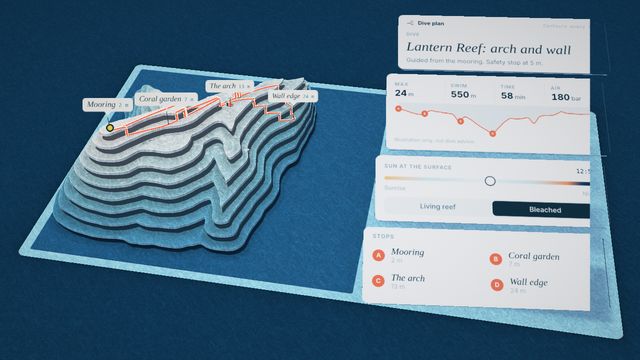 Dive plan
DIVE
Lantern Reef: arch and wall
Guided from the mooring. Safety stop at 5 m.
MAX
24 m
SWIM
550 m
TIME
58 min
AIR
180 bar
SUN AT THE SURFACE
Sunrise
Living reef
Bleached
STOPS
A Mooring
2 m
B Coral garden
7 m
C The arch
13 m
D Wall edge
24 m
Mooring 2 m
Coral garden 7 m
The arch 13 m
Wall edge 24 m